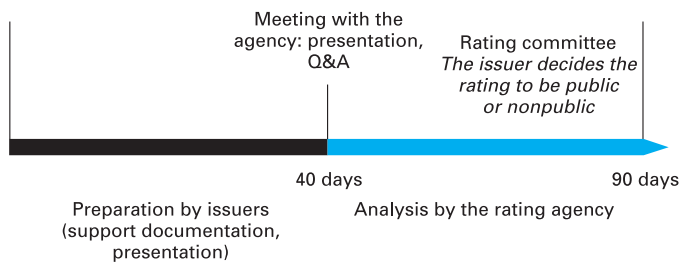 Meeting with the
agency: presentation,
Q&A
Rating committee
The issuer decides the
rating to be public
or nonpublic
40 days
90 days
Preparation by issuers
(support documentation,
presentation)
Analysis by the rating agency